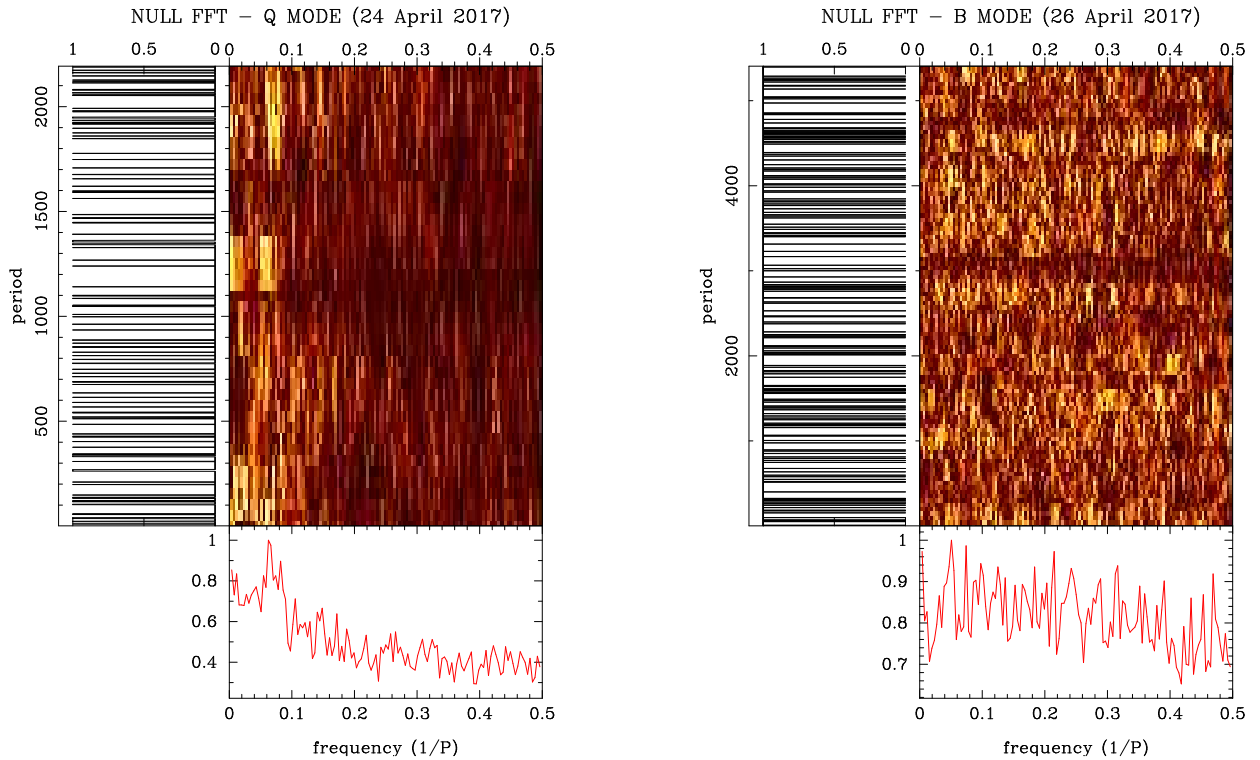 NULL FFT – Q MODE (24 April 2017)
1 0.5 0 0 0.1 0.2 0.3 0.4 0.5
period
2000
1500
1000
500
1
0.8
0.6
0.4
0 0.1 0.2 0.3 0.4 0.5
frequency (1/P)
NULL FFT – B MODE (26 April 2017)
1 0.5 0 0 0.1 0.2 0.3 0.4 0.5
period
4000
2000
1
0.9
0.8
0.7
0 0.1 0.2 0.3 0.4 0.5
frequency (1/P)